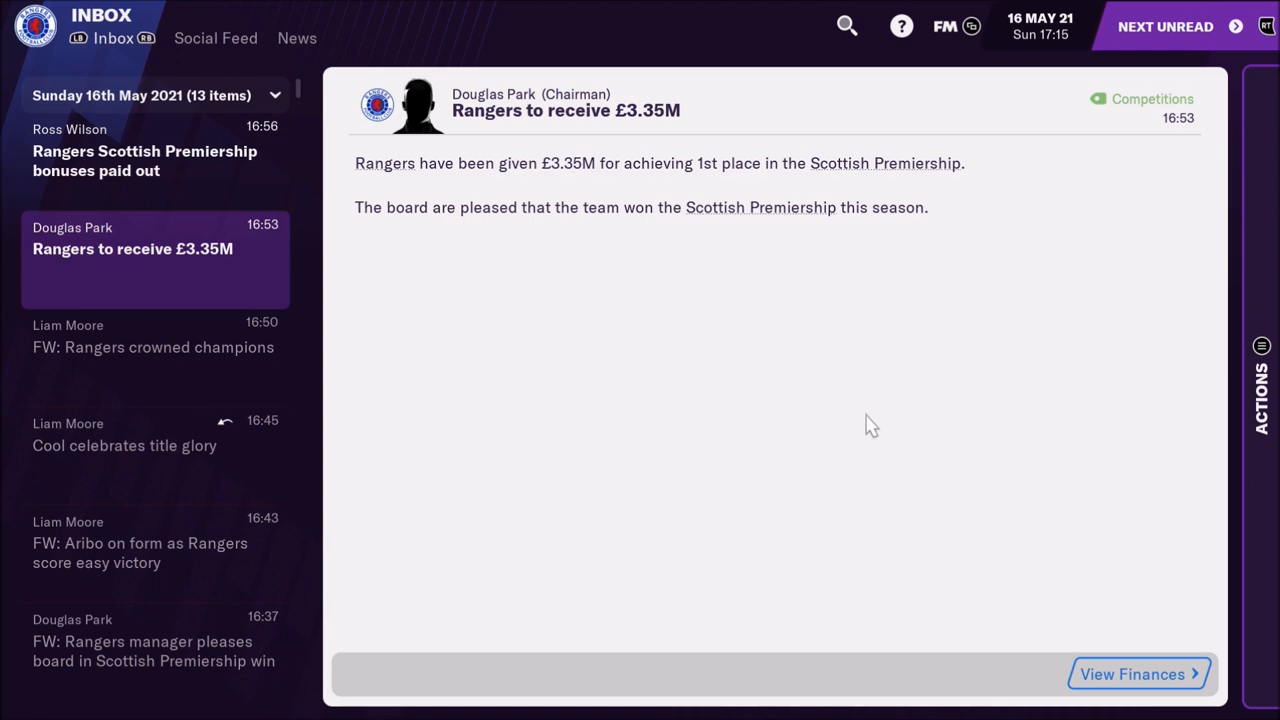 INBOX
LB Inbox RB Social Feed News
FM
16 MAY 21
Sun 17:15
NEXT UNREAD
RT
Sunday 16th May 2021 (13 items)
Ross Wilson 16:56
Rangers Scottish Premiership
bonuses paid out
Douglas Park 16:53
Rangers to receive £3.35M
Liam Moore 16:50
FW: Rangers crowned champions
Liam Moore 16:45
Cool celebrates title glory
Liam Moore 16:43
FW: Aribo on form as Rangers
score easy victory
Douglas Park 16:37
FW: Rangers manager pleases
board in Scottish Premiership win
Douglas Park (Chairman)
Rangers to receive £3.35M
Competitions
16:53
Rangers have been given £3.35M for achieving 1st place in the Scottish Premiership.
The board are pleased that the team won the Scottish Premiership this season.
View Finances
ACTIONS